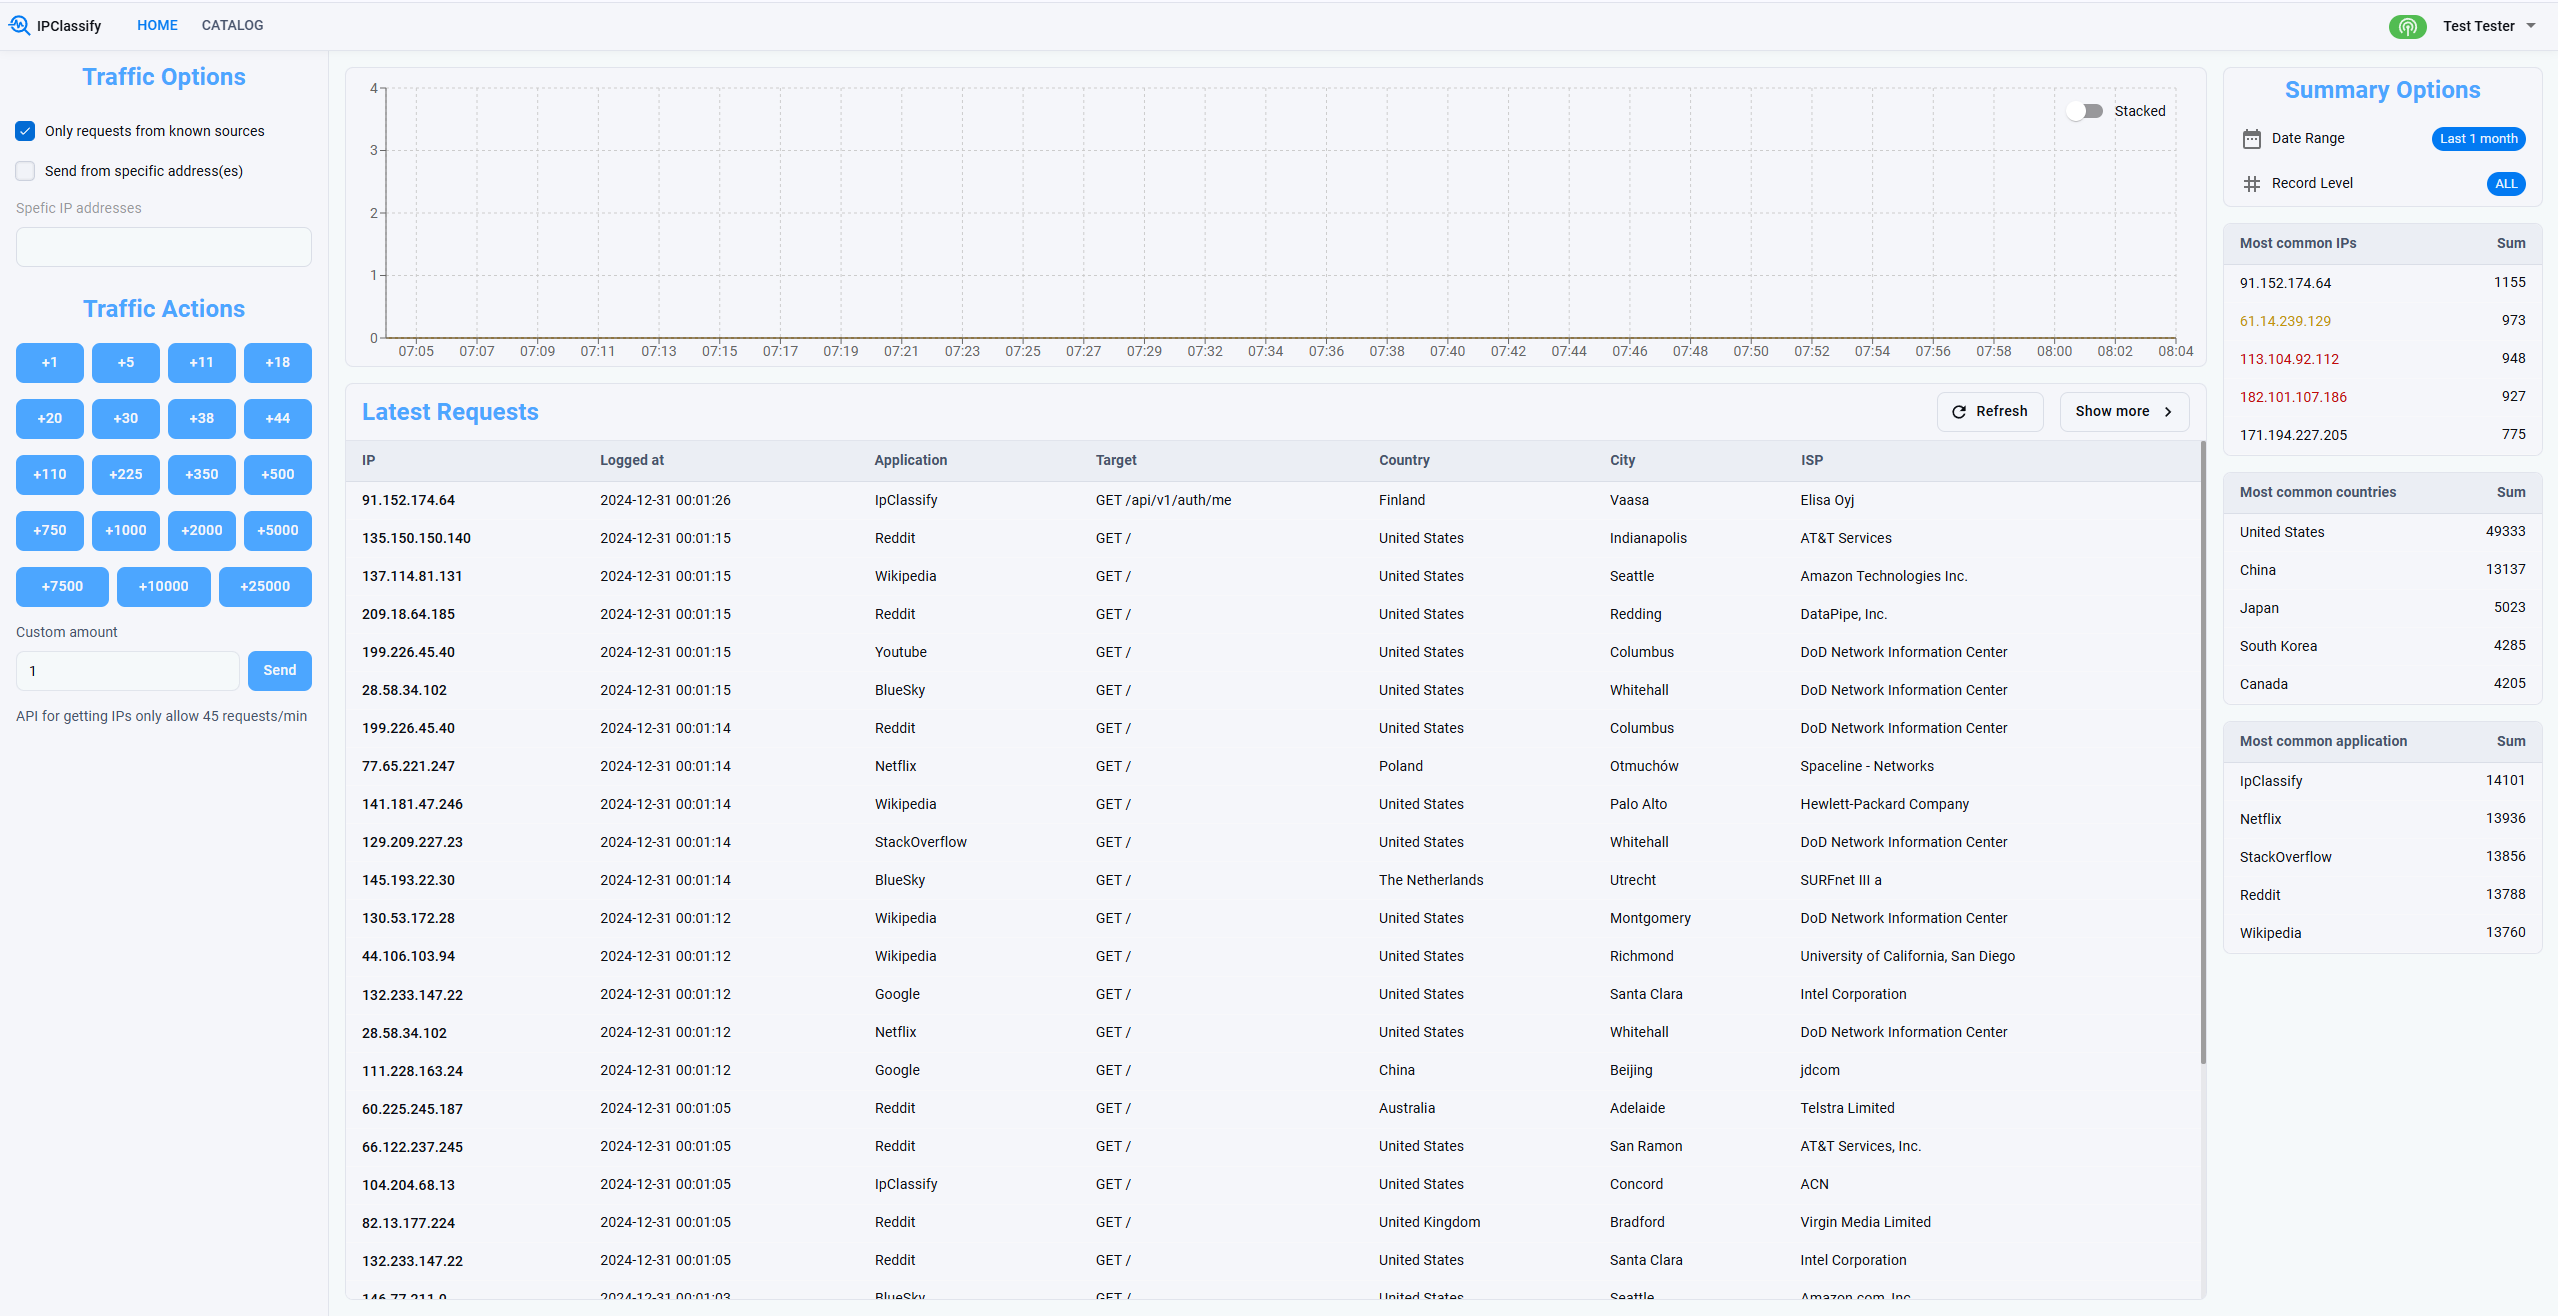 IPClassify HOME CATALOG Test Tester
Traffic Options
Only requests from known sources
Send from specific address(es)
Spefic IP addresses
Traffic Actions
+1 +5 +11 +18
+20 +30 +38 +44
+110 +225 +350 +500
+750 +1000 +2000 +5000
+7500 +10000 +25000
Custom amount
1 Send
API for getting IPs only allow 45 requests/min
Stacked
4
3
2
1
0
07:05 07:07 07:09 07:11 07:13 07:15 07:17 07:19 07:21 07:23 07:25 07:27 07:29 07:32 07:34 07:36 07:38 07:40 07:42 07:44 07:46 07:48 07:50 07:52 07:54 07:56 07:58 08:00 08:02 08:04
Latest Requests Refresh Show more
IP Logged at Application Target Country City ISP
91.152.174.64 2024-12-31 00:01:26 IpClassify GET /api/v1/auth/me Finland Vaasa Elisa Oyj
135.150.150.140 2024-12-31 00:01:15 Reddit GET / United States Indianapolis AT&T Services
137.114.81.131 2024-12-31 00:01:15 Wikipedia GET / United States Seattle Amazon Technologies Inc.
209.18.64.185 2024-12-31 00:01:15 Reddit GET / United States Redding DataPipe, Inc.
199.226.45.40 2024-12-31 00:01:15 Youtube GET / United States Columbus DoD Network Information Center
28.58.34.102 2024-12-31 00:01:15 BlueSky GET / United States Whitehall DoD Network Information Center
199.226.45.40 2024-12-31 00:01:14 Reddit GET / United States Columbus DoD Network Information Center
77.65.221.247 2024-12-31 00:01:14 Netflix GET / Poland Otmuchów Spaceline - Networks
141.181.47.246 2024-12-31 00:01:14 Wikipedia GET / United States Palo Alto Hewlett-Packard Company
129.209.227.23 2024-12-31 00:01:14 StackOverflow GET / United States Whitehall DoD Network Information Center
145.193.22.30 2024-12-31 00:01:14 BlueSky GET / The Netherlands Utrecht SURFnet III a
130.53.172.28 2024-12-31 00:01:12 Wikipedia GET / United States Montgomery DoD Network Information Center
44.106.103.94 2024-12-31 00:01:12 Wikipedia GET / United States Richmond University of California, San Diego
132.233.147.22 2024-12-31 00:01:12 Google GET / United States Santa Clara Intel Corporation
28.58.34.102 2024-12-31 00:01:12 Netflix GET / United States Whitehall DoD Network Information Center
111.228.163.24 2024-12-31 00:01:12 Google GET / China Beijing jdcom
60.225.245.187 2024-12-31 00:01:05 Reddit GET / Australia Adelaide Telstra Limited
66.122.237.245 2024-12-31 00:01:05 Reddit GET / United States San Ramon AT&T Services, Inc.
104.204.68.13 2024-12-31 00:01:05 IpClassify GET / United States Concord ACN
82.13.177.224 2024-12-31 00:01:05 Reddit GET / United Kingdom Bradford Virgin Media Limited
132.233.147.22 2024-12-31 00:01:05 Reddit GET / United States Santa Clara Intel Corporation
146.77.211.0 2024-12-31 00:01:03 BlueSky GET / United States Seattle Amazon.com, Inc.
Summary Options
Date Range Last 1 month
Record Level ALL
Most common IPs Sum
91.152.174.64 1155
61.14.239.129 973
113.104.92.112 948
182.101.107.186 927
171.194.227.205 775
Most common countries Sum
United States 49333
China 13137
Japan 5023
South Korea 4285
Canada 4205
Most common application Sum
IpClassify 14101
Netflix 13936
StackOverflow 13856
Reddit 13788
Wikipedia 13760